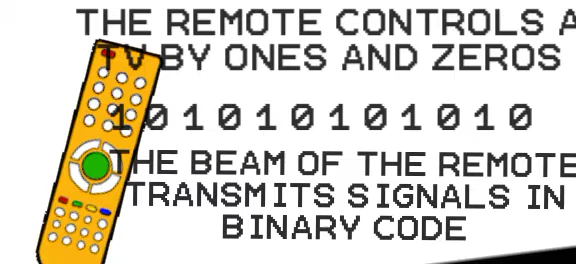 THE REMOTE CONTROLS A
TV BY ONES AND ZEROS
1 0 1 0 1 0 1 0 1 0 1 0
THE BEAM OF THE REMOTE
TRANSMITS SIGNALS IN
BINARY CODE